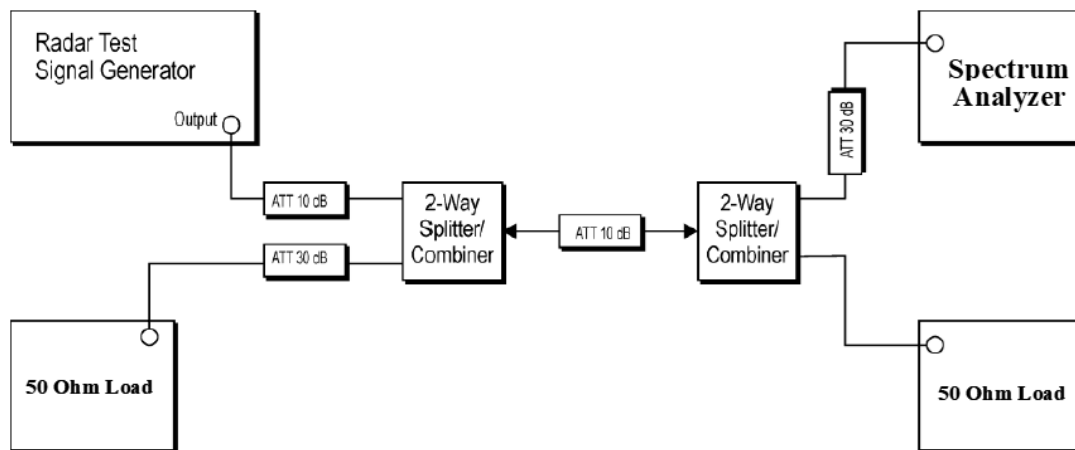 Radar Test
Signal Generator
Output
ATT 10 dB
ATT 30 dB
50 Ohm Load
2-Way
Splitter/
Combiner
ATT 10 dB
2-Way
Splitter/
Combiner
ATT 30 dB
Spectrum
Analyzer
50 Ohm Load